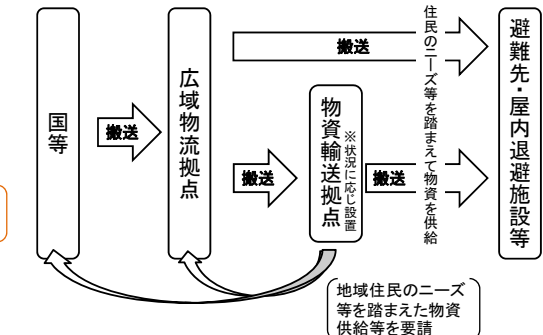 国等
搬送
広域物流拠点
搬送
搬送
物資輸送拠点
※状況に応じ設置
搬送
住民のニーズ等を踏まえて物資を供給
避難先・屋内退避施設等
地域住民のニーズ
等を踏まえた物資
供給等を要請